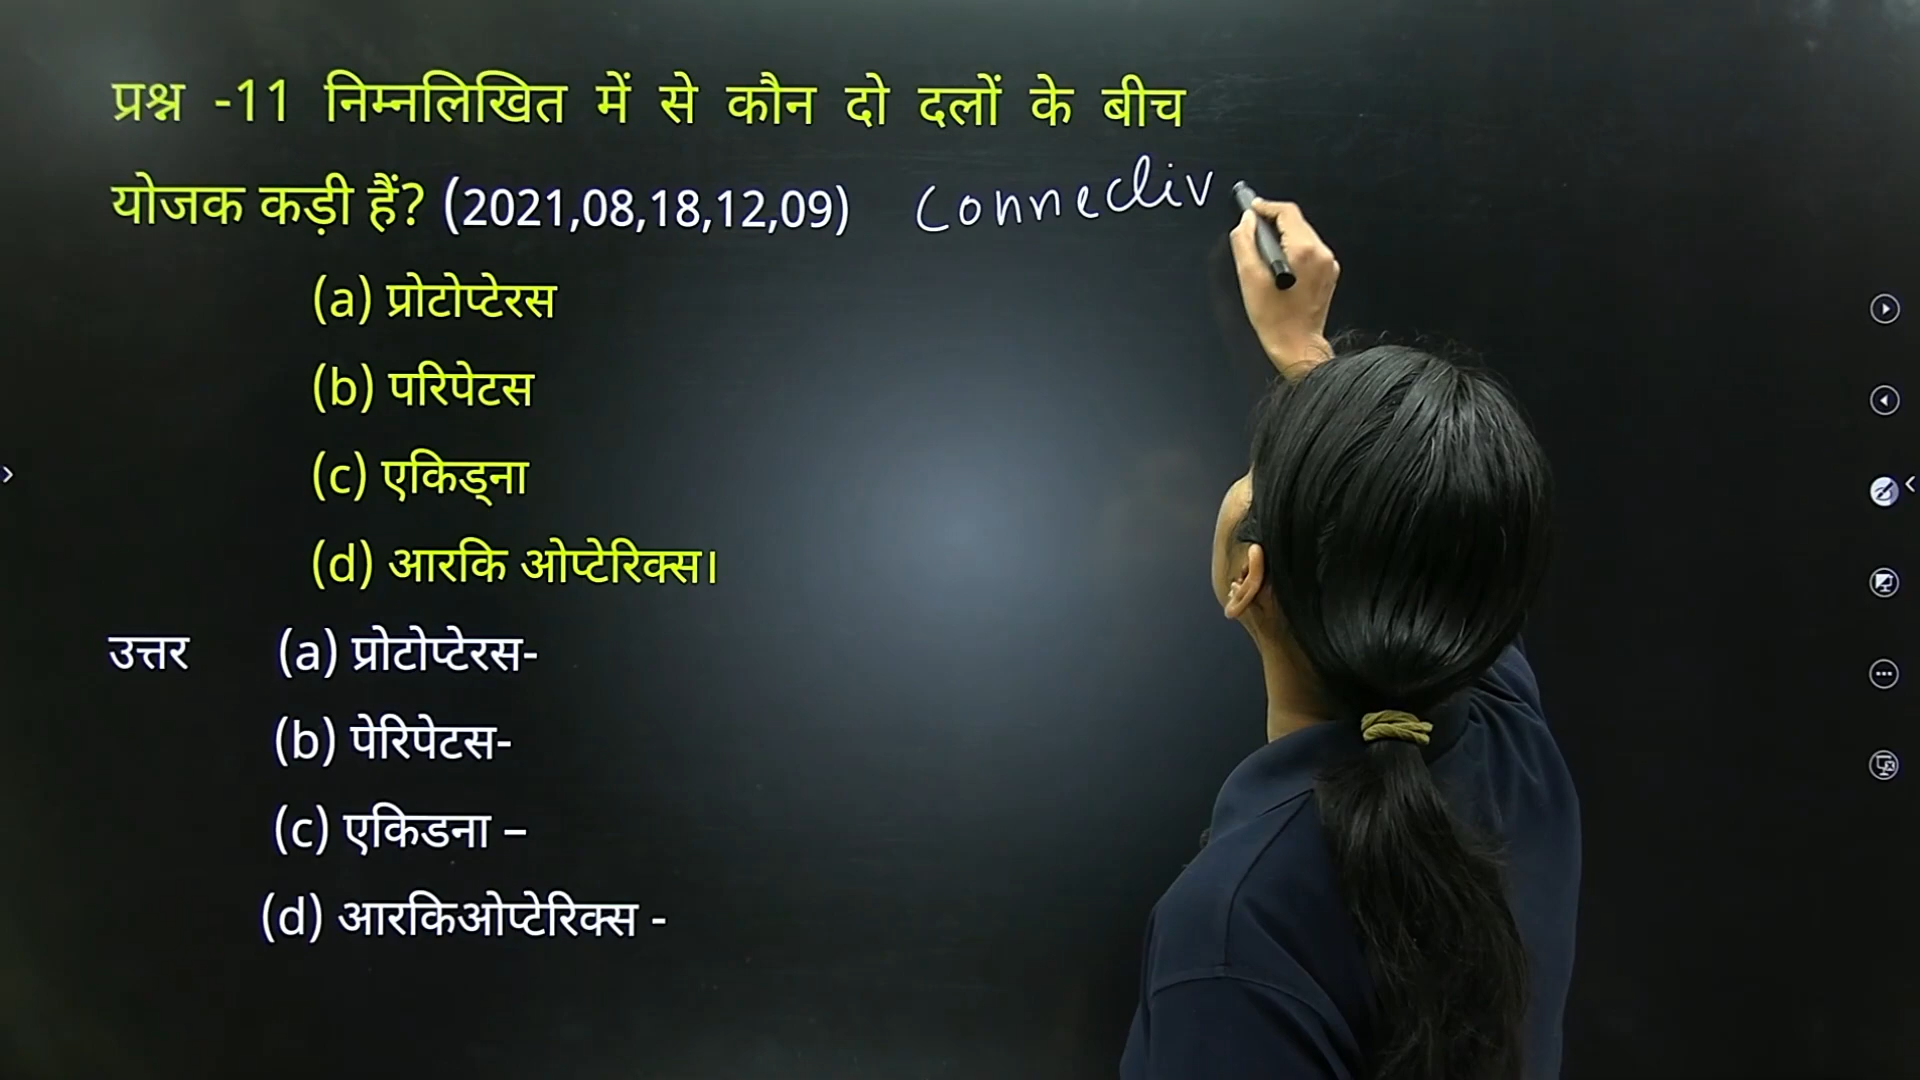 प्रश्न -11 निम्नलिखित में से कौन दो दलों के बीच
योजक कड़ी हैं? (2021,08,18,12,09) Connectiv
(a) प्रोटोप्टेरस
(b) परिपेटस
(c) एकिड्ना
(d) आरकि ओप्टेरिक्स।
उत्तर (a) प्रोटोप्टेरस-
(b) पेरिपेटस-
(c) एकिडना –
(d) आरकिओप्टेरिक्स -